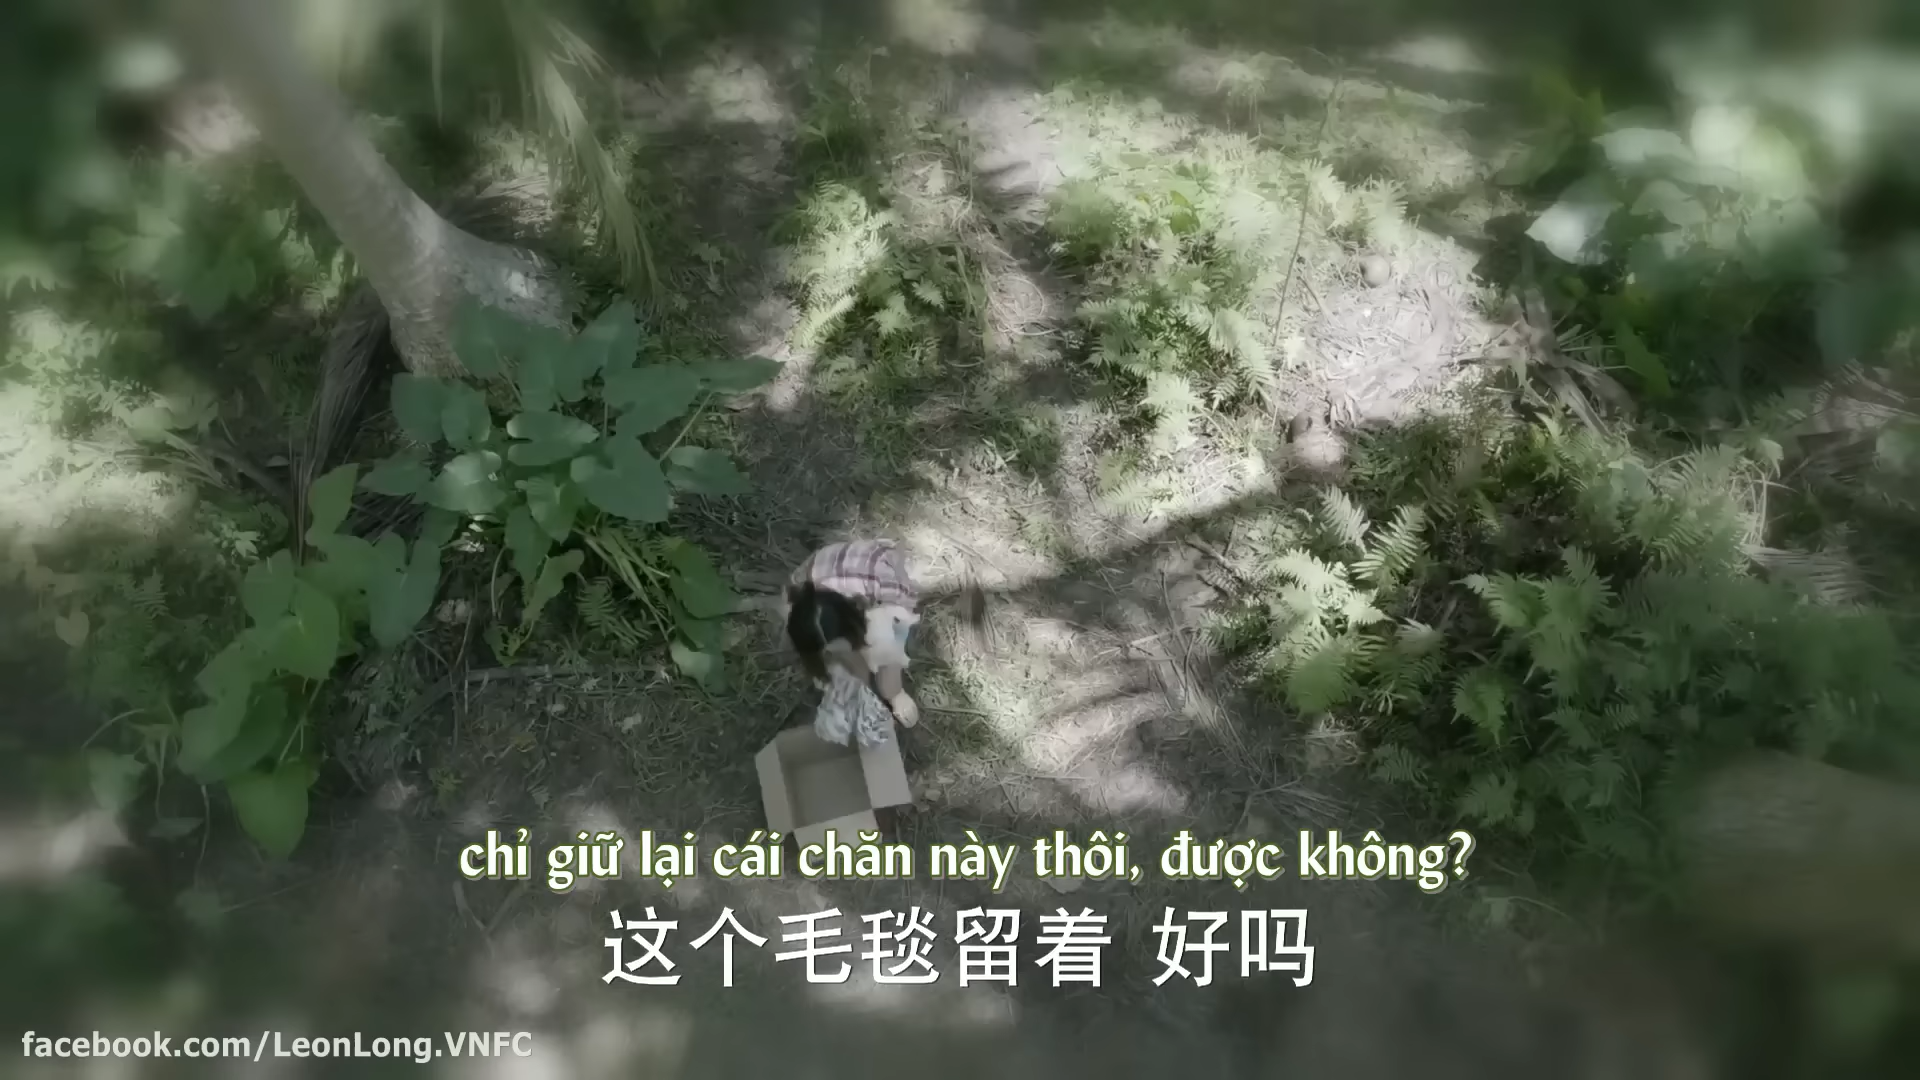 chỉ giữ lại cái chăn này thôi, được không?
这个毛毯留着 好吗
facebook.com/LeonLong.VNFC